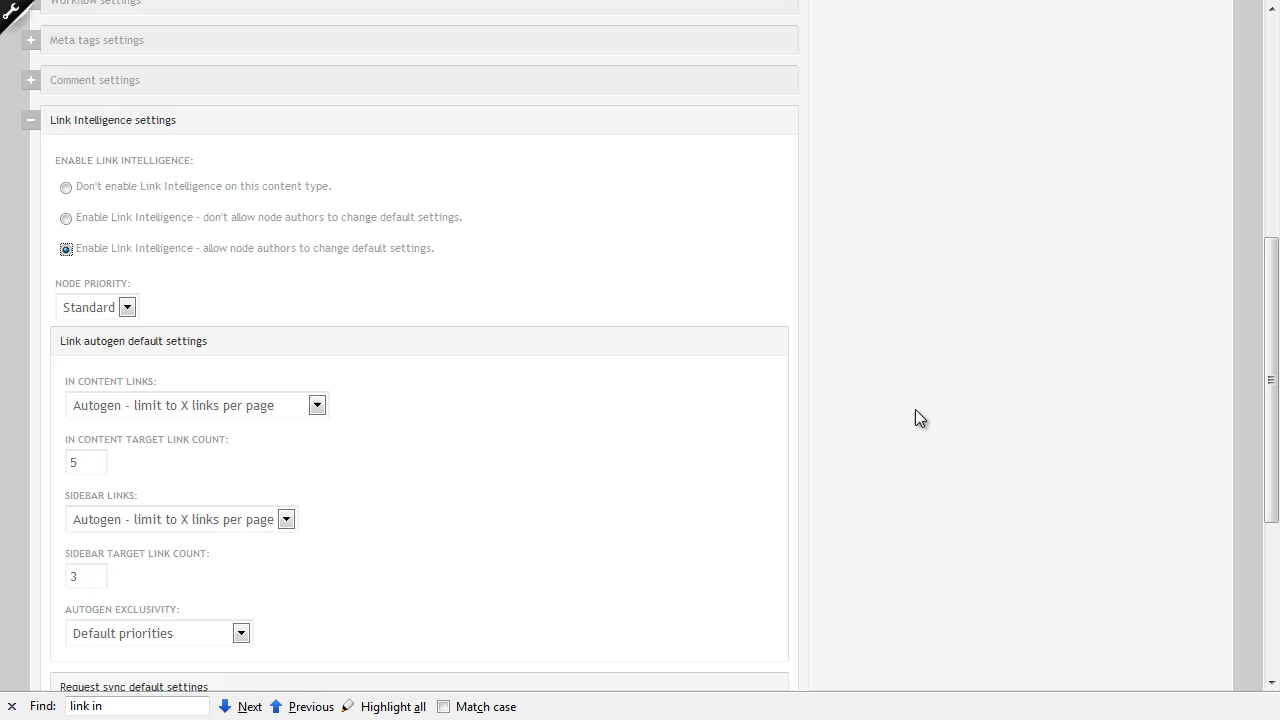 Workflow settings
Meta tags settings
Comment settings
Link Intelligence settings
ENABLE LINK INTELLIGENCE:
Don't enable Link Intelligence on this content type.
Enable Link Intelligence - don't allow node authors to change default settings.
Enable Link Intelligence - allow node authors to change default settings.
NODE PRIORITY:
Standard
Link autogen default settings
IN CONTENT LINKS:
Autogen - limit to X links per page
IN CONTENT TARGET LINK COUNT:
5
SIDEBAR LINKS:
Autogen - limit to X links per page
SIDEBAR TARGET LINK COUNT:
3
AUTOGEN EXCLUSIVITY:
Default priorities
Request sync default settings
Find: link in Next Previous Highlight all Match case